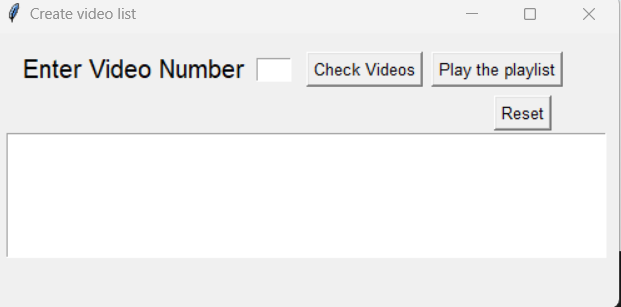 Create video list
Enter Video Number Check Videos Play the playlist
Reset